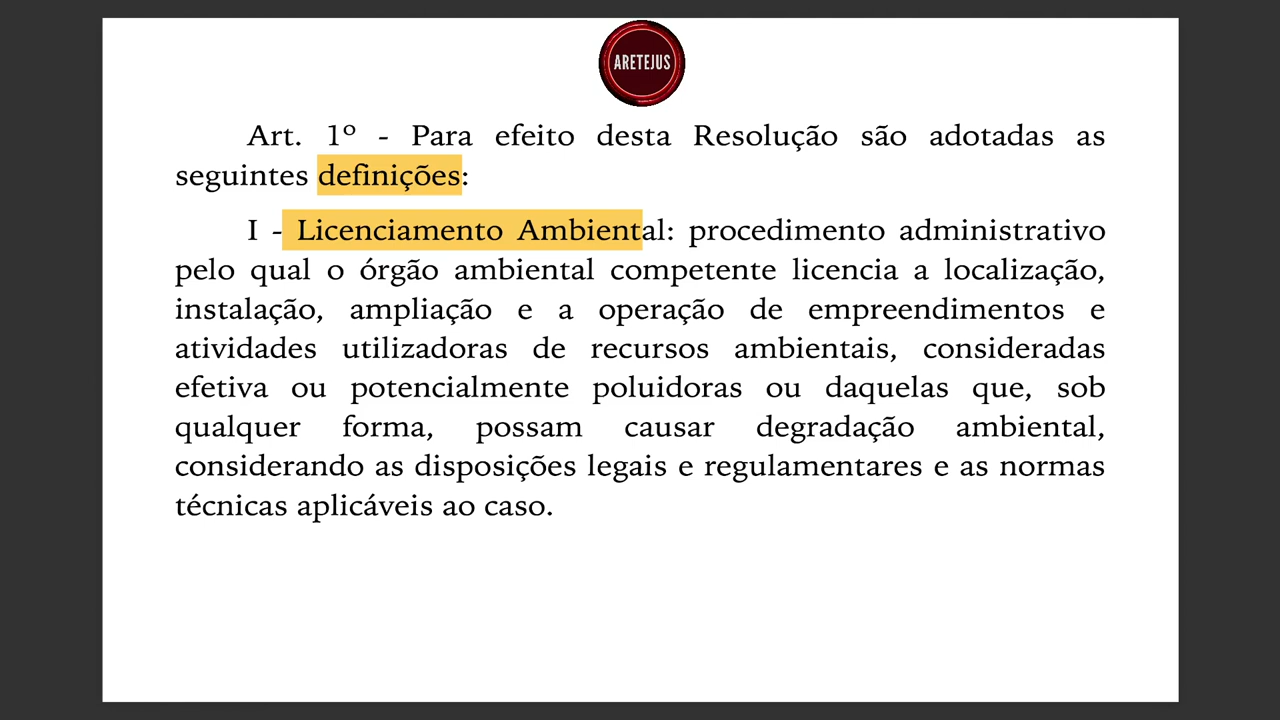 ARETEJUS
Art. 1º - Para efeito desta Resolução são adotadas as
seguintes definições:
I - Licenciamento Ambiental: procedimento administrativo
pelo qual o órgão ambiental competente licencia a localização,
instalação, ampliação e a operação de empreendimentos e
atividades utilizadoras de recursos ambientais, consideradas
efetiva ou potencialmente poluidoras ou daquelas que, sob
qualquer forma, possam causar degradação ambiental,
considerando as disposições legais e regulamentares e as normas
técnicas aplicáveis ao caso.